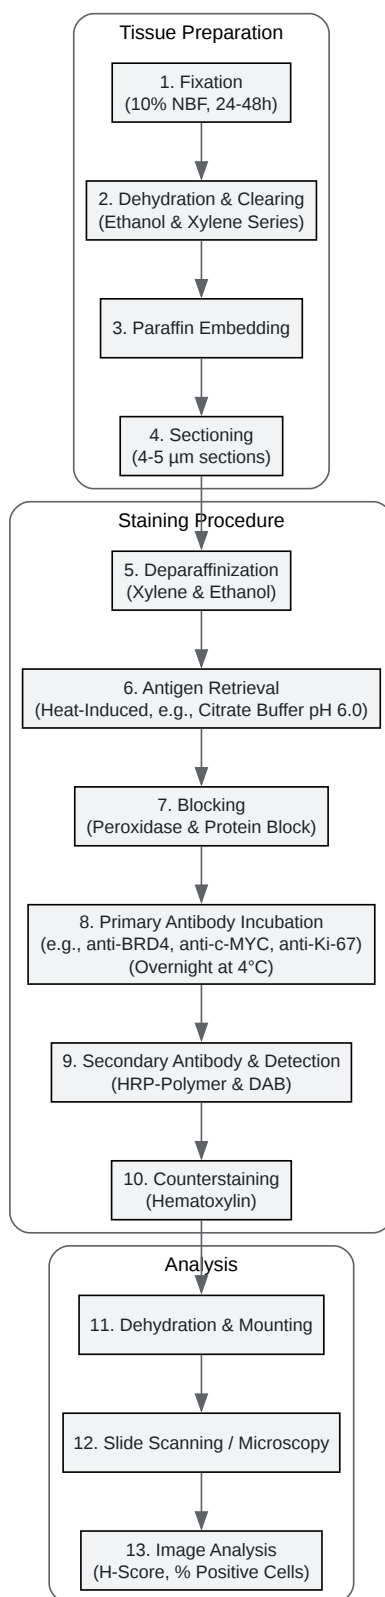 Tissue Preparation
1. Fixation
(10% NBF, 24-48h)
2. Dehydration & Clearing
(Ethanol & Xylene Series)
3. Paraffin Embedding
4. Sectioning
(4-5 µm sections)
Staining Procedure
5. Deparaffinization
(Xylene & Ethanol)
6. Antigen Retrieval
(Heat-Induced, e.g., Citrate Buffer pH 6.0)
7. Blocking
(Peroxidase & Protein Block)
8. Primary Antibody Incubation
(e.g., anti-BRD4, anti-c-MYC, anti-Ki-67)
(Overnight at 4°C)
9. Secondary Antibody & Detection
(HRP-Polymer & DAB)
10. Counterstaining
(Hematoxylin)
Analysis
11. Dehydration & Mounting
12. Slide Scanning / Microscopy
13. Image Analysis
(H-Score, % Positive Cells)